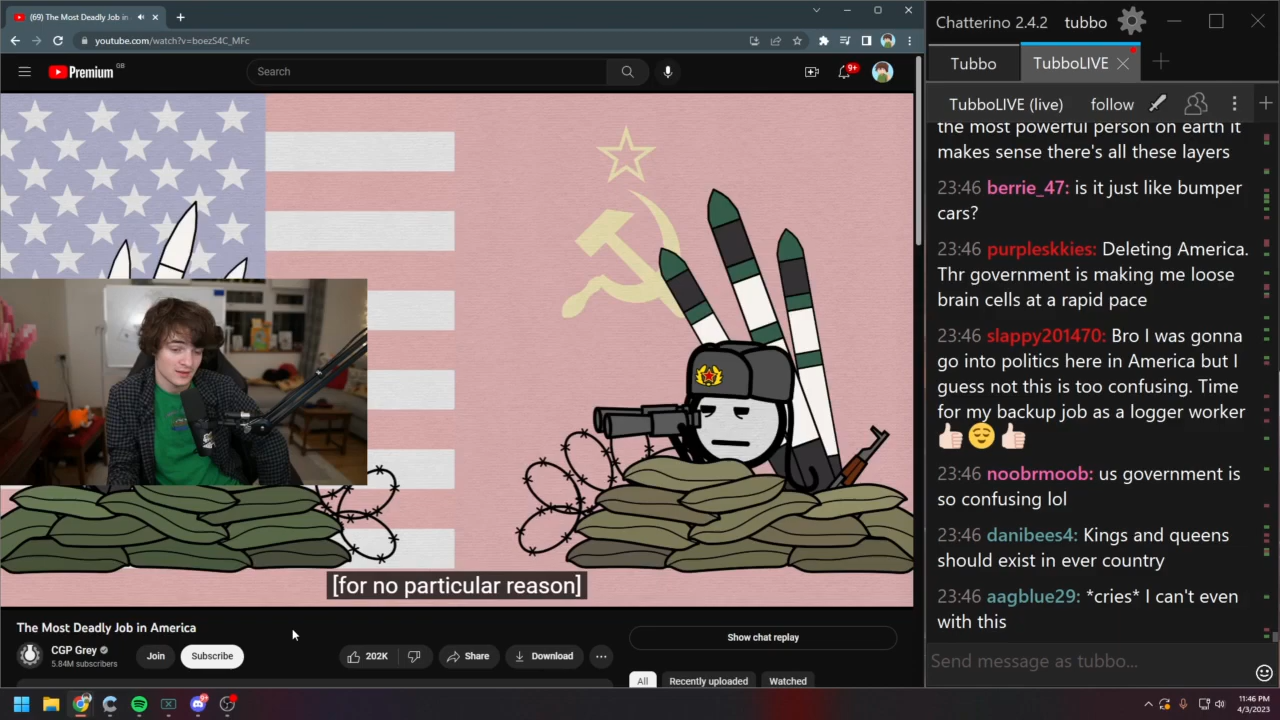 (69) The Most Deadly Job in
youtube.com/watch?v=boezS4C_MFc
Premium GB
Search
9+
[for no particular reason]
The Most Deadly Job in America
CGP Grey
5.84M subscribers
Join
Subscribe
202K
Share
Download
Show chat replay
All
Recently uploaded
Watched
Chatterino 2.4.2
tubbo
Tubbo
TubboLIVE
TubboLIVE (live)
follow
the most powerful person on earth it
makes sense there's all these layers
23:46 berrie_47: is it just like bumper
cars?
23:46 purpleskkies: Deleting America.
Thr government is making me loose
brain cells at a rapid pace
23:46 slappy201470: Bro I was gonna
go into politics here in America but I
guess not this is too confusing. Time
for my backup job as a logger worker
23:46 noobrmoob: us government is
so confusing lol
23:46 danibees4: Kings and queens
should exist in ever country
23:46 aagblue29: *cries* I can't even
with this
Send message as tubbo...
11:46 PM
4/3/2023